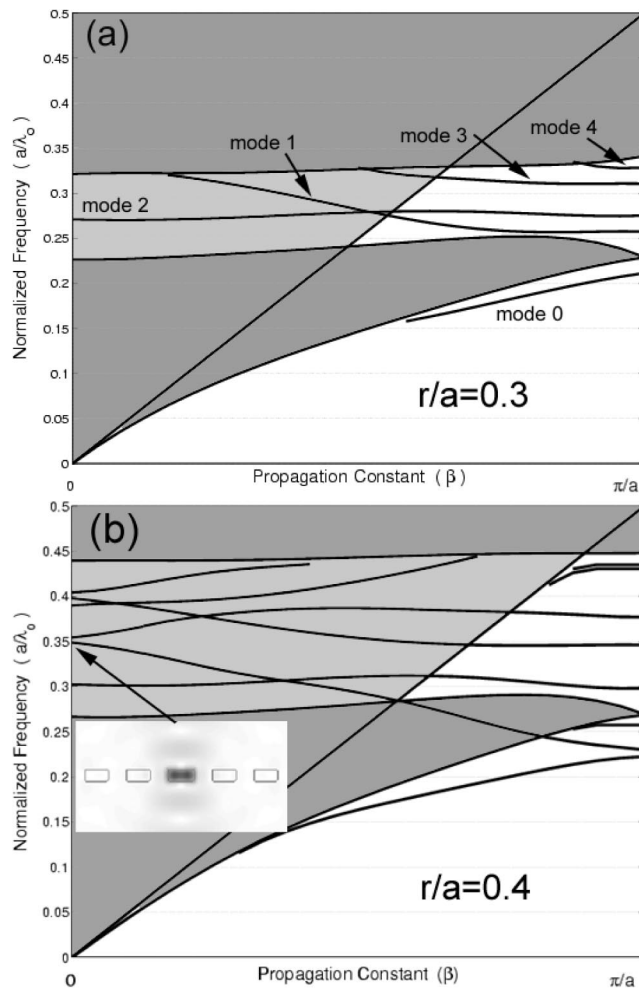 (a)
0.5
0.45
0.4
0.35
0.3
0.25
0.2
0.15
0.1
0.05
0
Normalized Frequency ( a/λo )
mode 1
mode 3
mode 4
mode 2
mode 0
r/a=0.3
0
Propagation Constant ( β )
π/a
(b)
0.5
0.45
0.4
0.35
0.3
0.25
0.2
0.15
0.1
0.05
0
Normalized Frequency ( a/λ0 )
r/a=0.4
0
Propagation Constant (β)
π/a